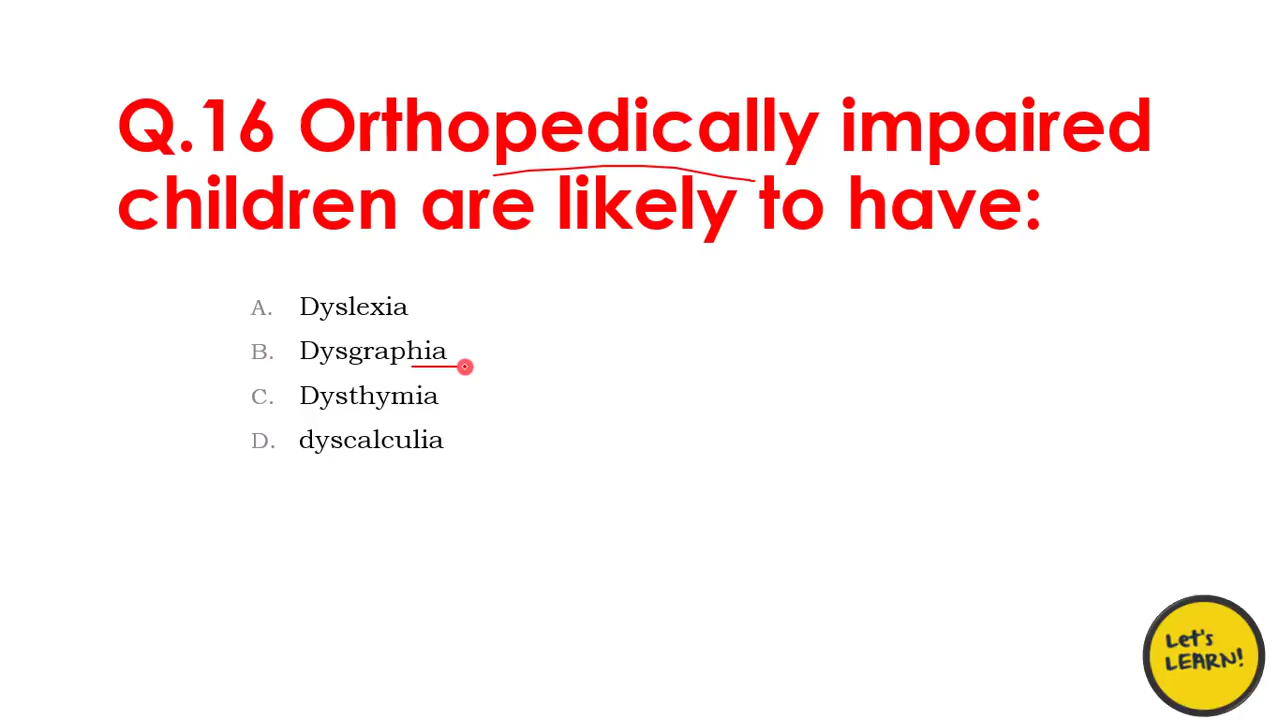 Q.16 Orthopedically impaired
children are likely to have:
A. Dyslexia
B. Dysgraphia
C. Dysthymia
D. dyscalculia
Let's
LEARN!